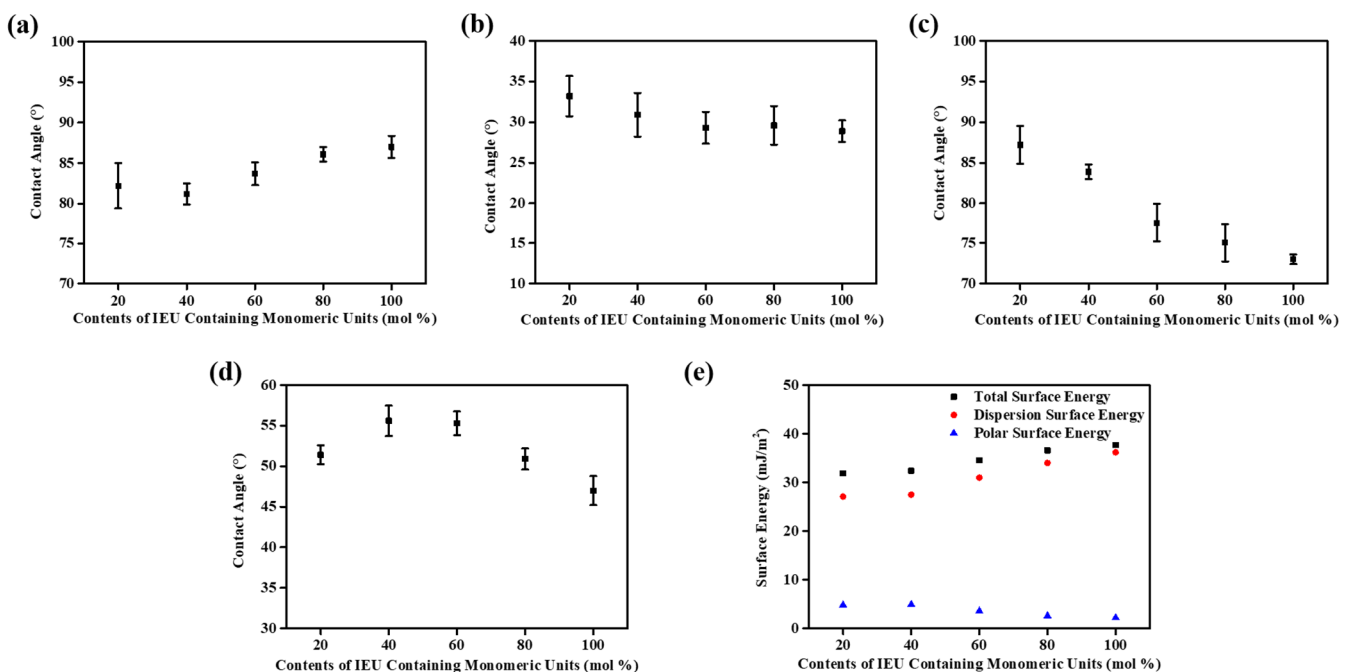 (a)
100
95
90
85
80
75
70
Contact Angle (°)
20 40 60 80 100
Contents of IEU Containing Monomeric Units (mol %)
(b)
40
35
30
25
20
15
10
Contact Angle (°)
20 40 60 80 100
Contents of IEU Containing Monomeric Units (mol %)
(c)
100
95
90
85
80
75
70
Contact Angle (°)
20 40 60 80 100
Contents of IEU Containing Monomeric Units (mol %)
(d)
60
55
50
45
40
35
30
Contact Angle (°)
20 40 60 80 100
Contents of IEU Containing Monomeric Units (mol %)
(e)
50
40
30
20
10
0
Surface Energy (mJ/m²)
Total Surface Energy
Dispersion Surface Energy
Polar Surface Energy
20 40 60 80 100
Contents of IEU Containing Monomeric Units (mol %)